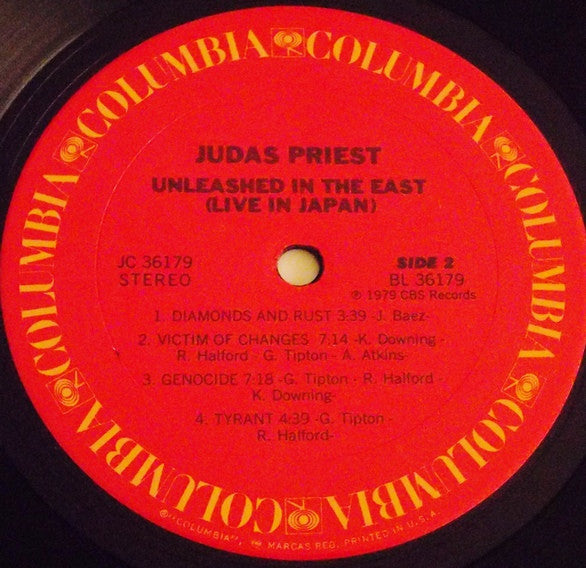 COLUMBIA COLUMBIA COLUMBIA COLUMBIA COLUMBIA COLUMBIA
JUDAS PRIEST
UNLEASHED IN THE EAST
(LIVE IN JAPAN)
JC 36179
STEREO
SIDE 2
BL 36179
℗ 1979 CBS Records
1. DIAMONDS AND RUST 3:39 -J. Baez-
2. VICTIM OF CHANGES 7:14 -K. Downing -
R. Halford - G. Tipton - A. Atkins-
3. GENOCIDE 7:18 -G. Tipton - R. Halford -
K. Downing-
4. TYRANT 4:39 -G. Tipton -
R. Halford-
"COLUMBIA", MARCAS REG. PRINTED IN U.S.A.